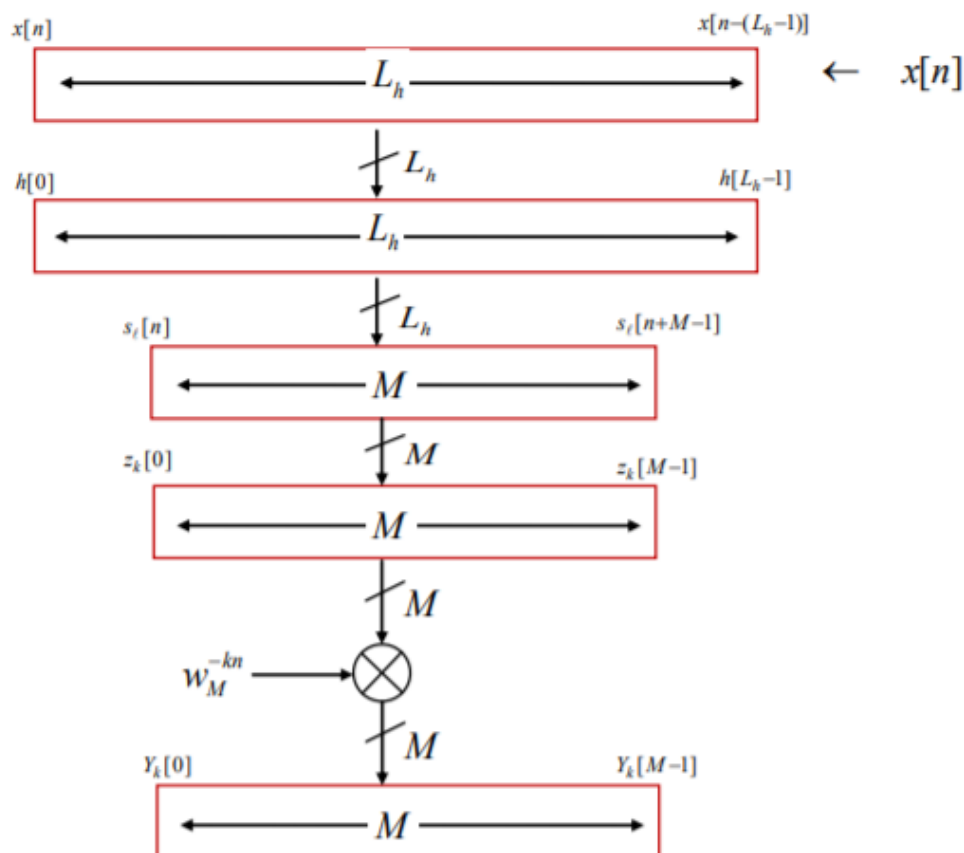 x[n] x[n−(L_h−1)]
L_h ← x[n]
L_h
h[0] h[L_h−1]
L_h
L_h
s_ℓ[n] s_ℓ[n+M−1]
M
M
z_k[0] z_k[M−1]
M
M
w_M^{−kn}
M
Y_k[0] Y_k[M−1]
M